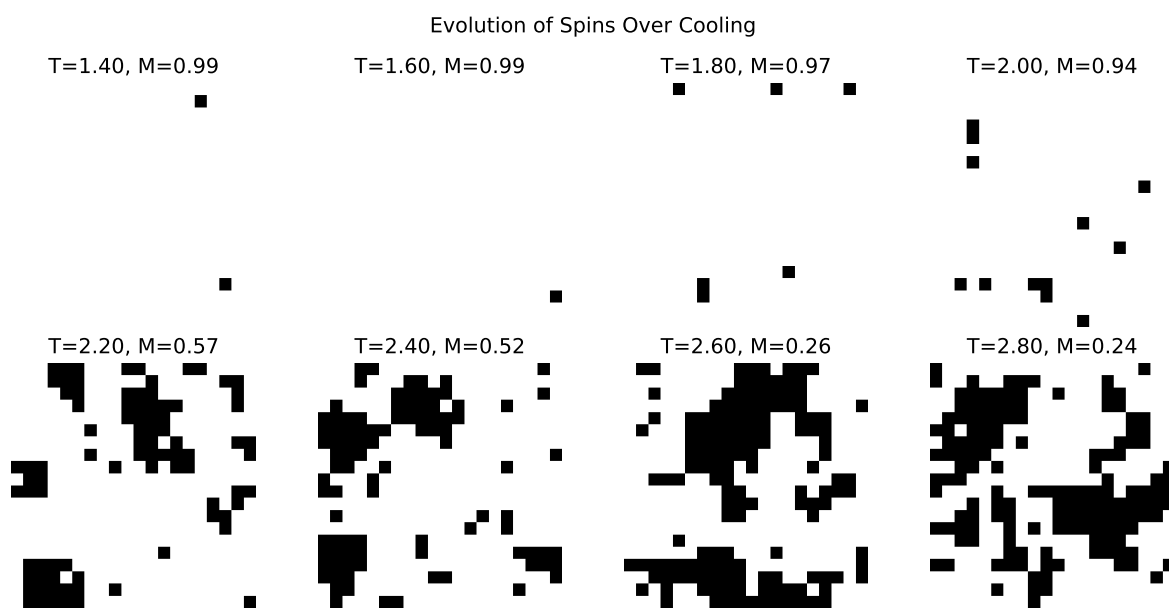 Evolution of Spins Over Cooling
T=1.40, M=0.99
T=1.60, M=0.99
T=1.80, M=0.97
T=2.00, M=0.94
T=2.20, M=0.57
T=2.40, M=0.52
T=2.60, M=0.26
T=2.80, M=0.24